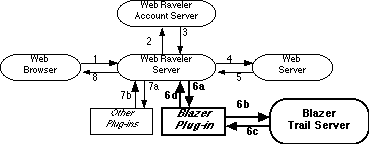 Web Raveler
Account Server
2
3
Web
Browser
1
8
Web Raveler
Server
4
5
Web
Server
7b
7a
6d
6a
Other
Plug-ins
Blazer
Plug-in
6b
6c
Blazer
Trail Server